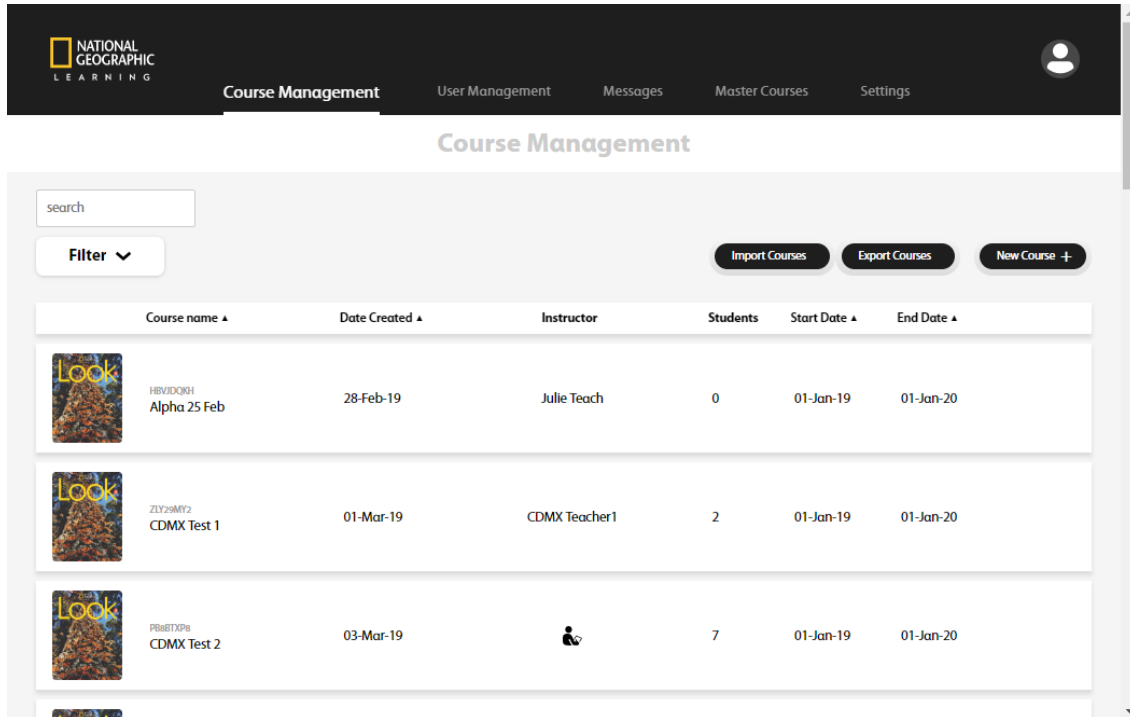 NATIONAL
GEOGRAPHIC
LEARNING
Course Management User Management Messages Master Courses Settings
Course Management
search
Filter
Import Courses Export Courses New Course +
Course name ▲ Date Created ▲ Instructor Students Start Date ▲ End Date ▲
Look
HBVJDQKH
Alpha 25 Feb 28-Feb-19 Julie Teach 0 01-Jan-19 01-Jan-20
Look
ZLY29MY2
CDMX Test 1 01-Mar-19 CDMX Teacher1 2 01-Jan-19 01-Jan-20
Look
PB8BTXP8
CDMX Test 2 03-Mar-19 7 01-Jan-19 01-Jan-20